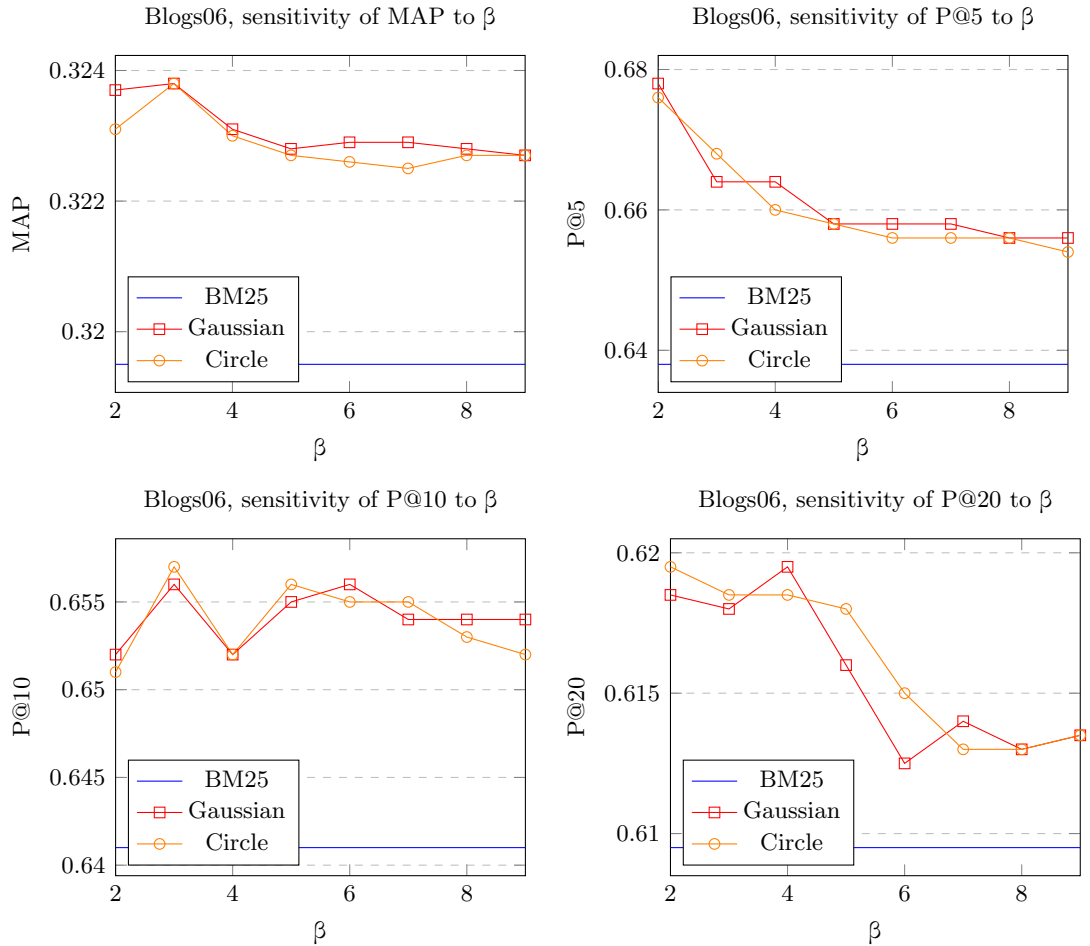 Blogs06, sensitivity of MAP to β
0.324
0.322
0.32
MAP
BM25
Gaussian
Circle
2 4 6 8
β
Blogs06, sensitivity of P@5 to β
0.68
0.66
0.64
P@5
BM25
Gaussian
Circle
2 4 6 8
β
Blogs06, sensitivity of P@10 to β
0.655
0.65
0.645
0.64
P@10
BM25
Gaussian
Circle
2 4 6 8
β
Blogs06, sensitivity of P@20 to β
0.62
0.615
0.61
P@20
BM25
Gaussian
Circle
2 4 6 8
β